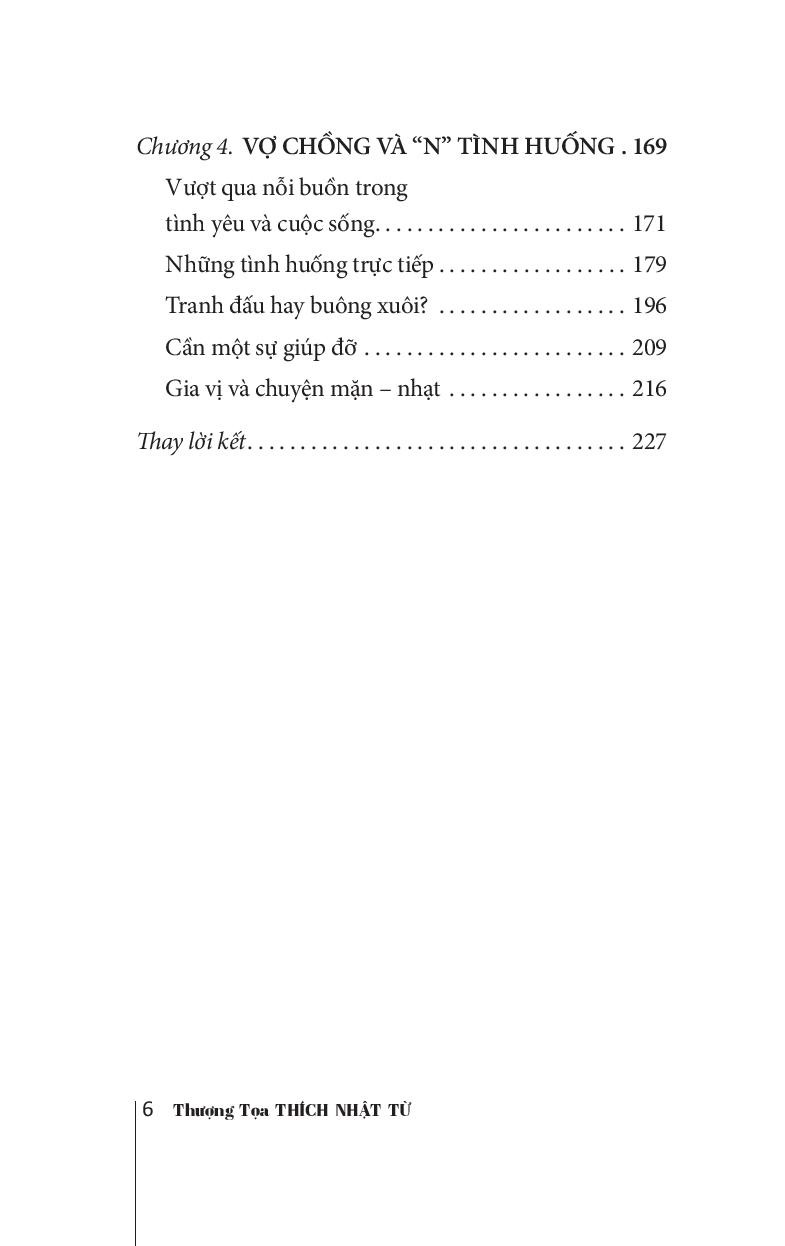 Chương 4. VỢ CHỒNG VÀ “N” TÌNH HUỐNG . 169
Vượt qua nỗi buồn trong
tình yêu và cuộc sống. . . . . . . . . . . . . . . . . . . . . . . . 171
Những tình huống trực tiếp . . . . . . . . . . . . . . . . . . 179
Tranh đấu hay buông xuôi? . . . . . . . . . . . . . . . . . . 196
Cần một sự giúp đỡ . . . . . . . . . . . . . . . . . . . . . . . . . 209
Gia vị và chuyện mặn – nhạt . . . . . . . . . . . . . . . . . 216
Thay lời kết. . . . . . . . . . . . . . . . . . . . . . . . . . . . . . . . . . . . . 227
6 Thượng Tọa THÍCH NHẬT TỪ